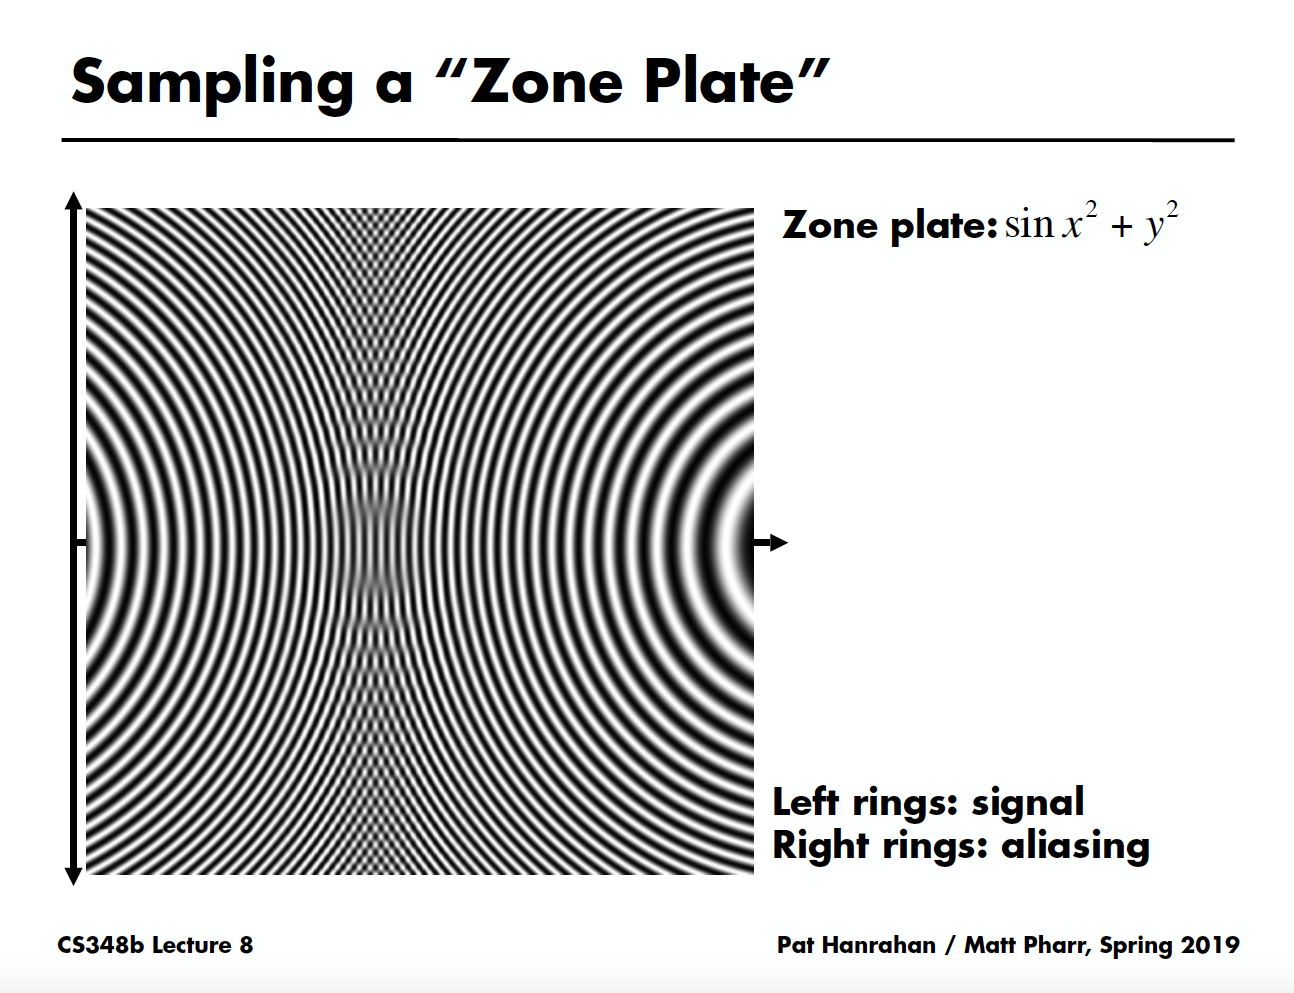 Sampling a “Zone Plate”
Zone plate: sin x² + y²
Left rings: signal
Right rings: aliasing
CS348b Lecture 8
Pat Hanrahan / Matt Pharr, Spring 2019